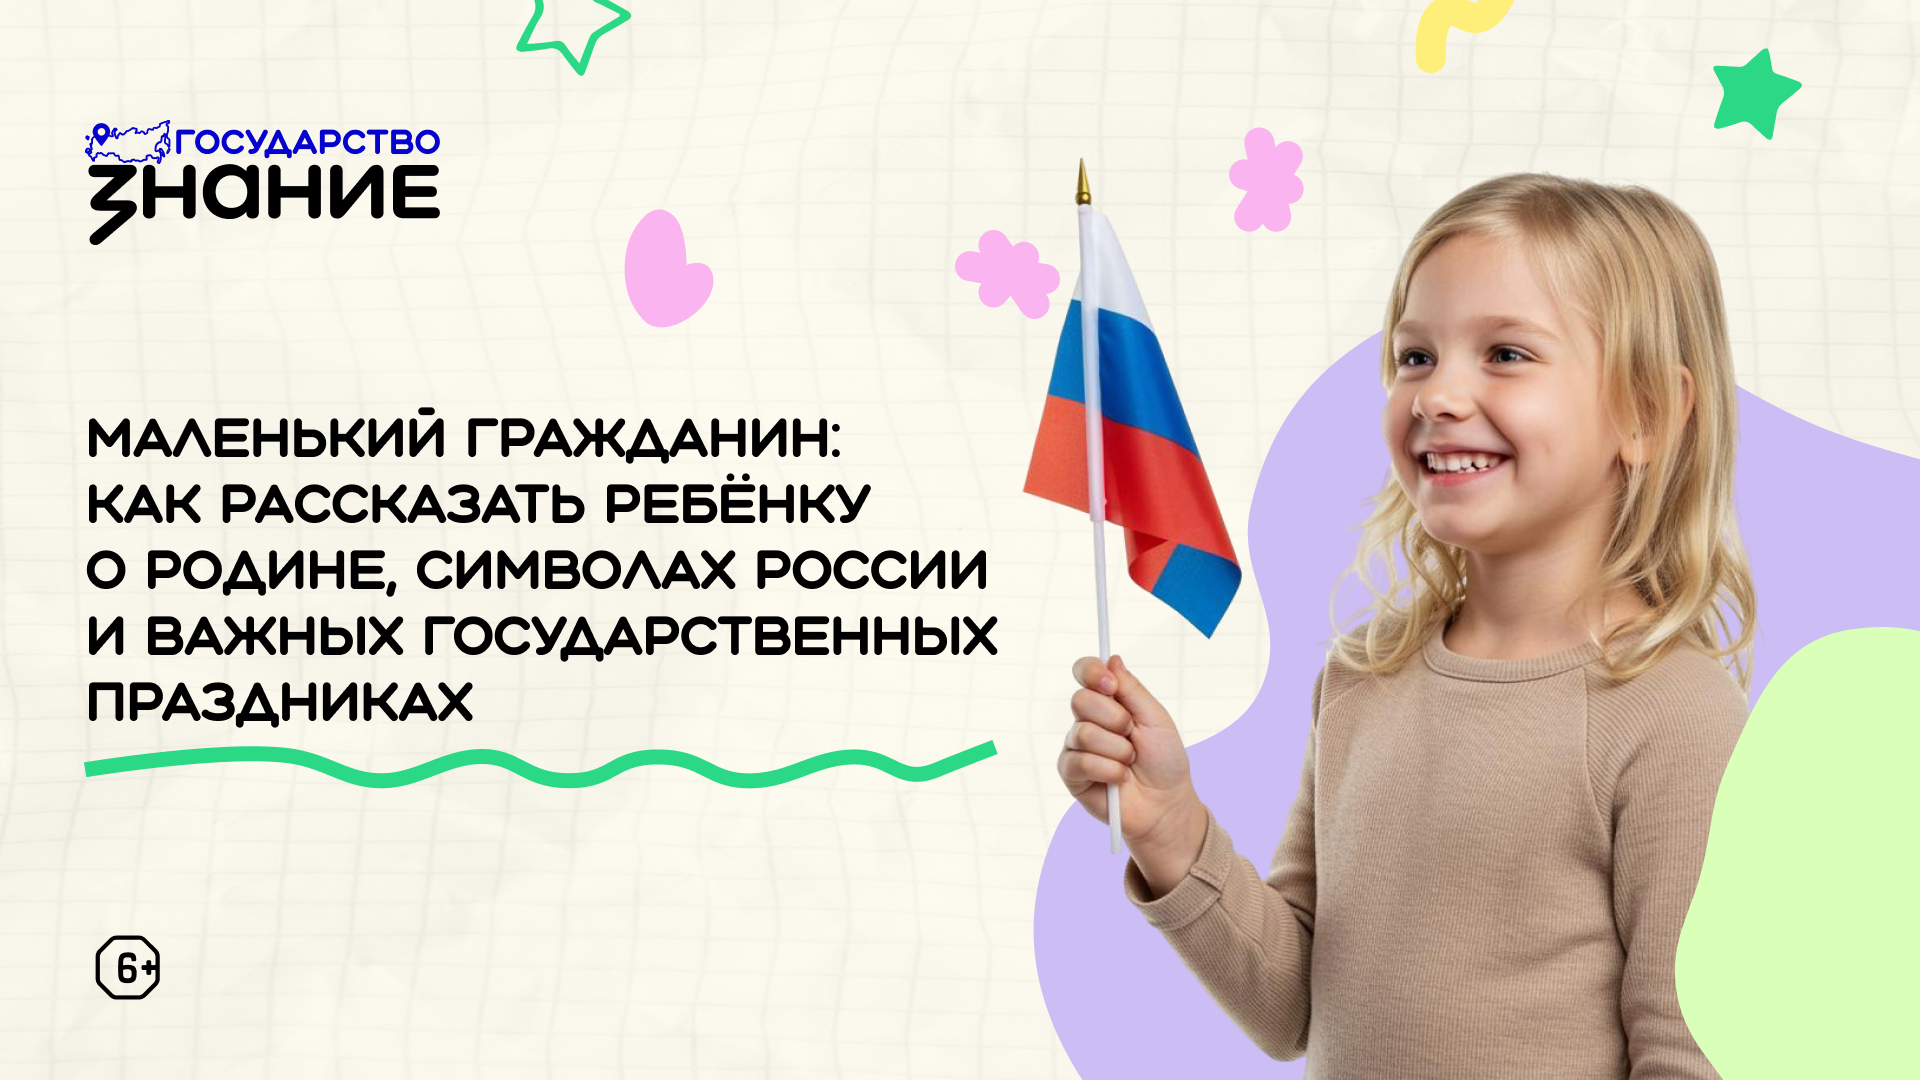 ГОСУДАРСТВО
ЗНАНИЕ
МАЛЕНЬКИЙ ГРАЖДАНИН:
КАК РАССКАЗАТЬ РЕБЁНКУ
О РОДИНЕ, СИМВОЛАХ РОССИИ
И ВАЖНЫХ ГОСУДАРСТВЕННЫХ
ПРАЗДНИКАХ
6+